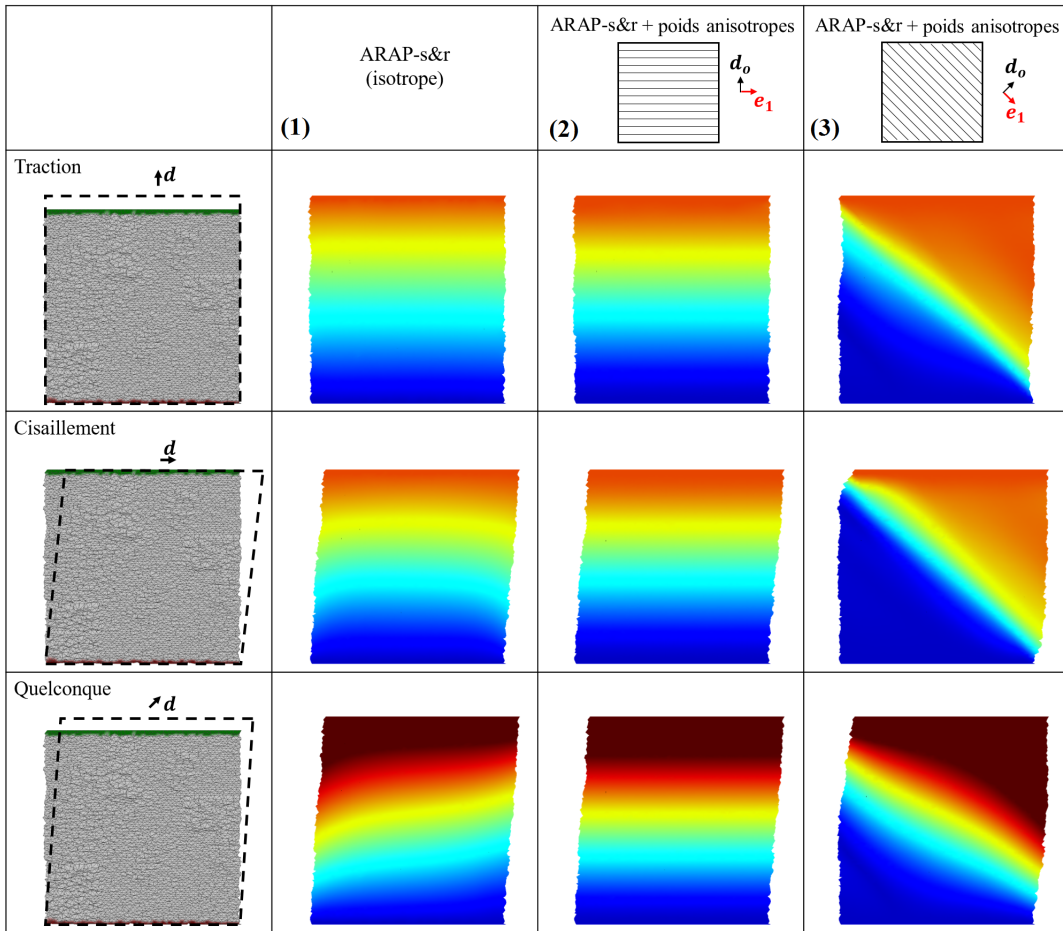 ARAP-s&r
(isotrope)
(1)
ARAP-s&r + poids anisotropes
d_o
e_1
(2)
ARAP-s&r + poids anisotropes
d_o
e_1
(3)
Traction
d
Cisaillement
d
Quelconque
d